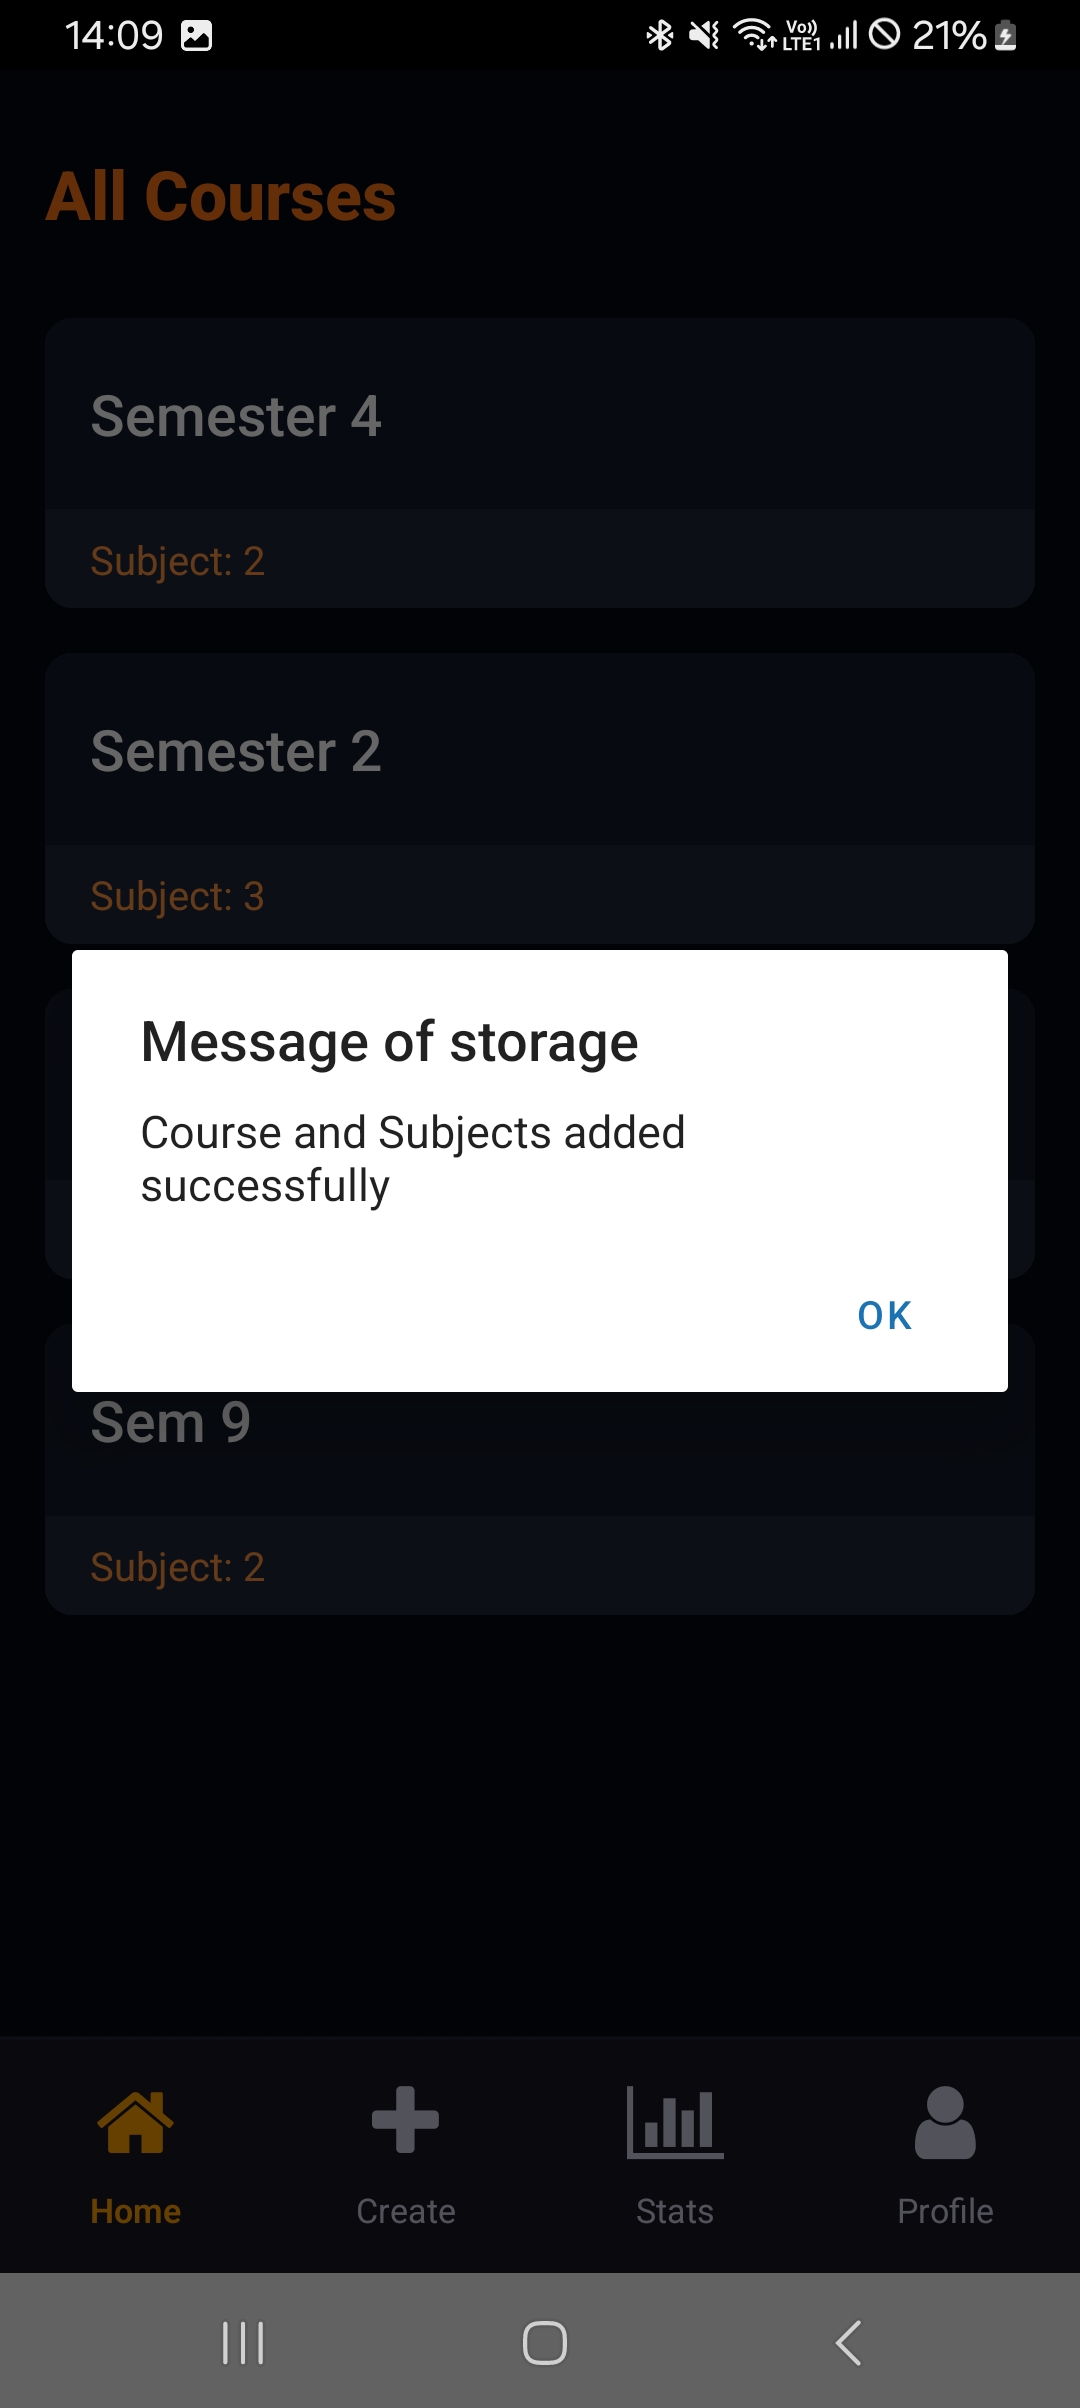 14:09
Vo)) LTE1 21%
All Courses
Semester 4
Subject: 2
Semester 2
Subject: 3
Message of storage
Course and Subjects added
successfully
OK
Sem 9
Subject: 2
Home Create Stats Profile